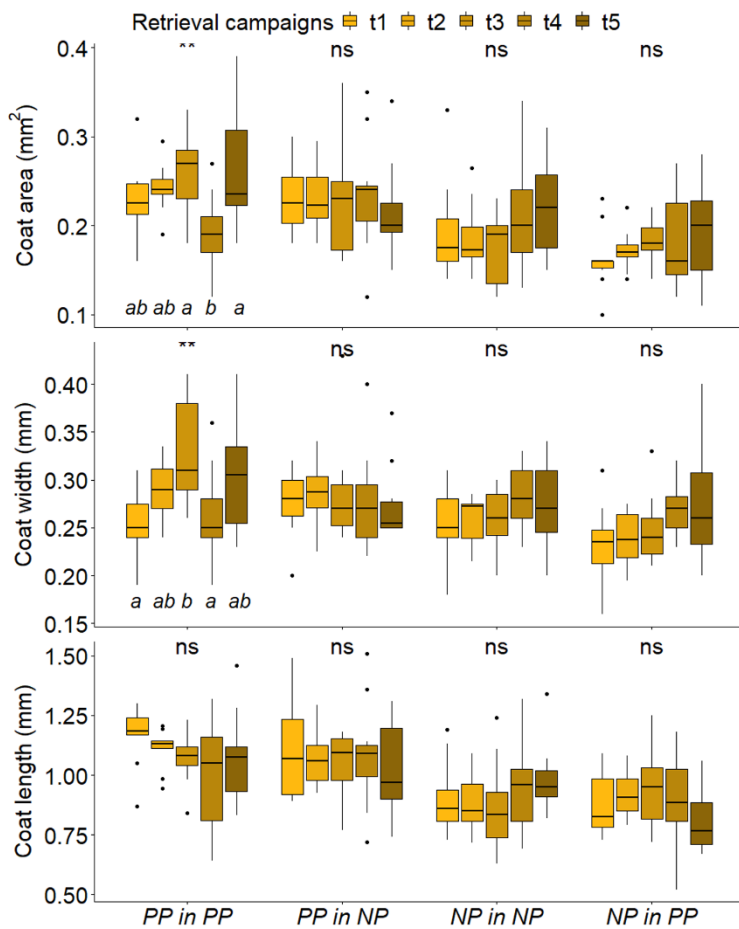 Retrieval campaigns t1 t2 t3 t4 t5
Coat area (mm²)
0.4
0.3
0.2
0.1
** ns ns ns
ab ab a b a
Coat width (mm)
0.40
0.35
0.30
0.25
0.20
0.15
** ns ns ns
a ab b a ab
Coat length (mm)
1.50
1.25
1.00
0.75
0.50
ns ns ns ns
PP in PP PP in NP NP in NP NP in PP